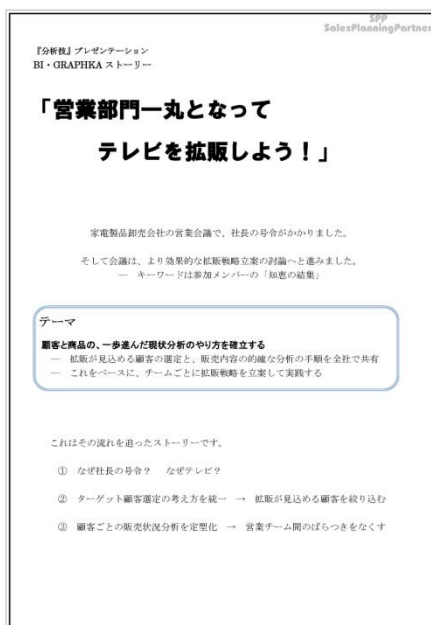 SPP
SalesPlanningPartner
『分析技』プレゼンテーション
BI・GRAPHKA ストーリー
「営業部門一丸となって
テレビを拡販しよう！」
家電製品卸売会社の営業会議で、社長の号令がかかりました。
そして会議は、より効果的な拡販戦略立案の討論へと進みました。
― キーワードは参加メンバーの「知恵の結集」
テーマ
顧客と商品の、一歩進んだ現状分析のやり方を確立する
― 拡販が見込める顧客の選定と、販売内容の的確な分析の手順を全社で共有
― これをベースに、チームごとに拡販戦略を立案して実践する
これはその流れを追ったストーリーです。
① なぜ社長の号令？ なぜテレビ？
② ターゲット顧客選定の考え方を統一 → 拡販が見込める顧客を絞り込む
③ 顧客ごとの販売状況分析を定型化 → 営業チーム間のばらつきをなくす